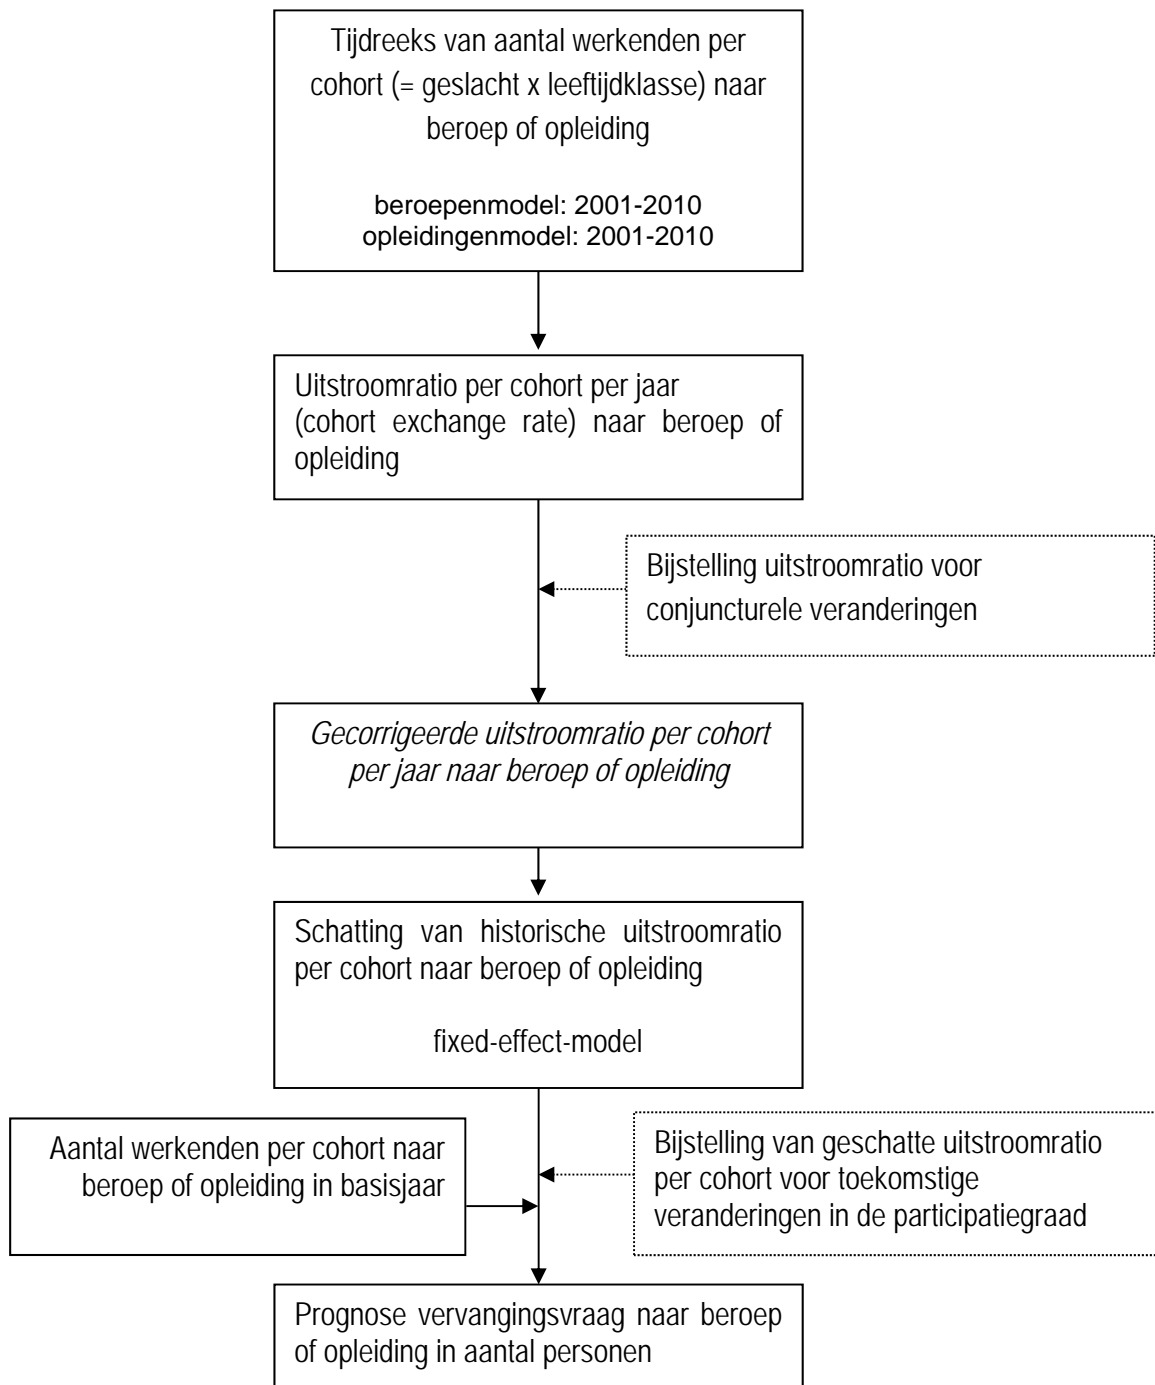 Tijdreeks van aantal werkenden per
cohort (= geslacht x leeftijdklasse) naar
beroep of opleiding
beroepenmodel: 2001-2010
opleidingenmodel: 2001-2010
Uitstroomratio per cohort per jaar
(cohort exchange rate) naar beroep of
opleiding
Bijstelling uitstroomratio voor
conjuncturele veranderingen
Gecorrigeerde uitstroomratio per cohort
per jaar naar beroep of opleiding
Schatting van historische uitstroomratio
per cohort naar beroep of opleiding
fixed-effect-model
Aantal werkenden per cohort naar
beroep of opleiding in basisjaar
Bijstelling van geschatte uitstroomratio
per cohort voor toekomstige
veranderingen in de participatiegraad
Prognose vervangingsvraag naar beroep
of opleiding in aantal personen